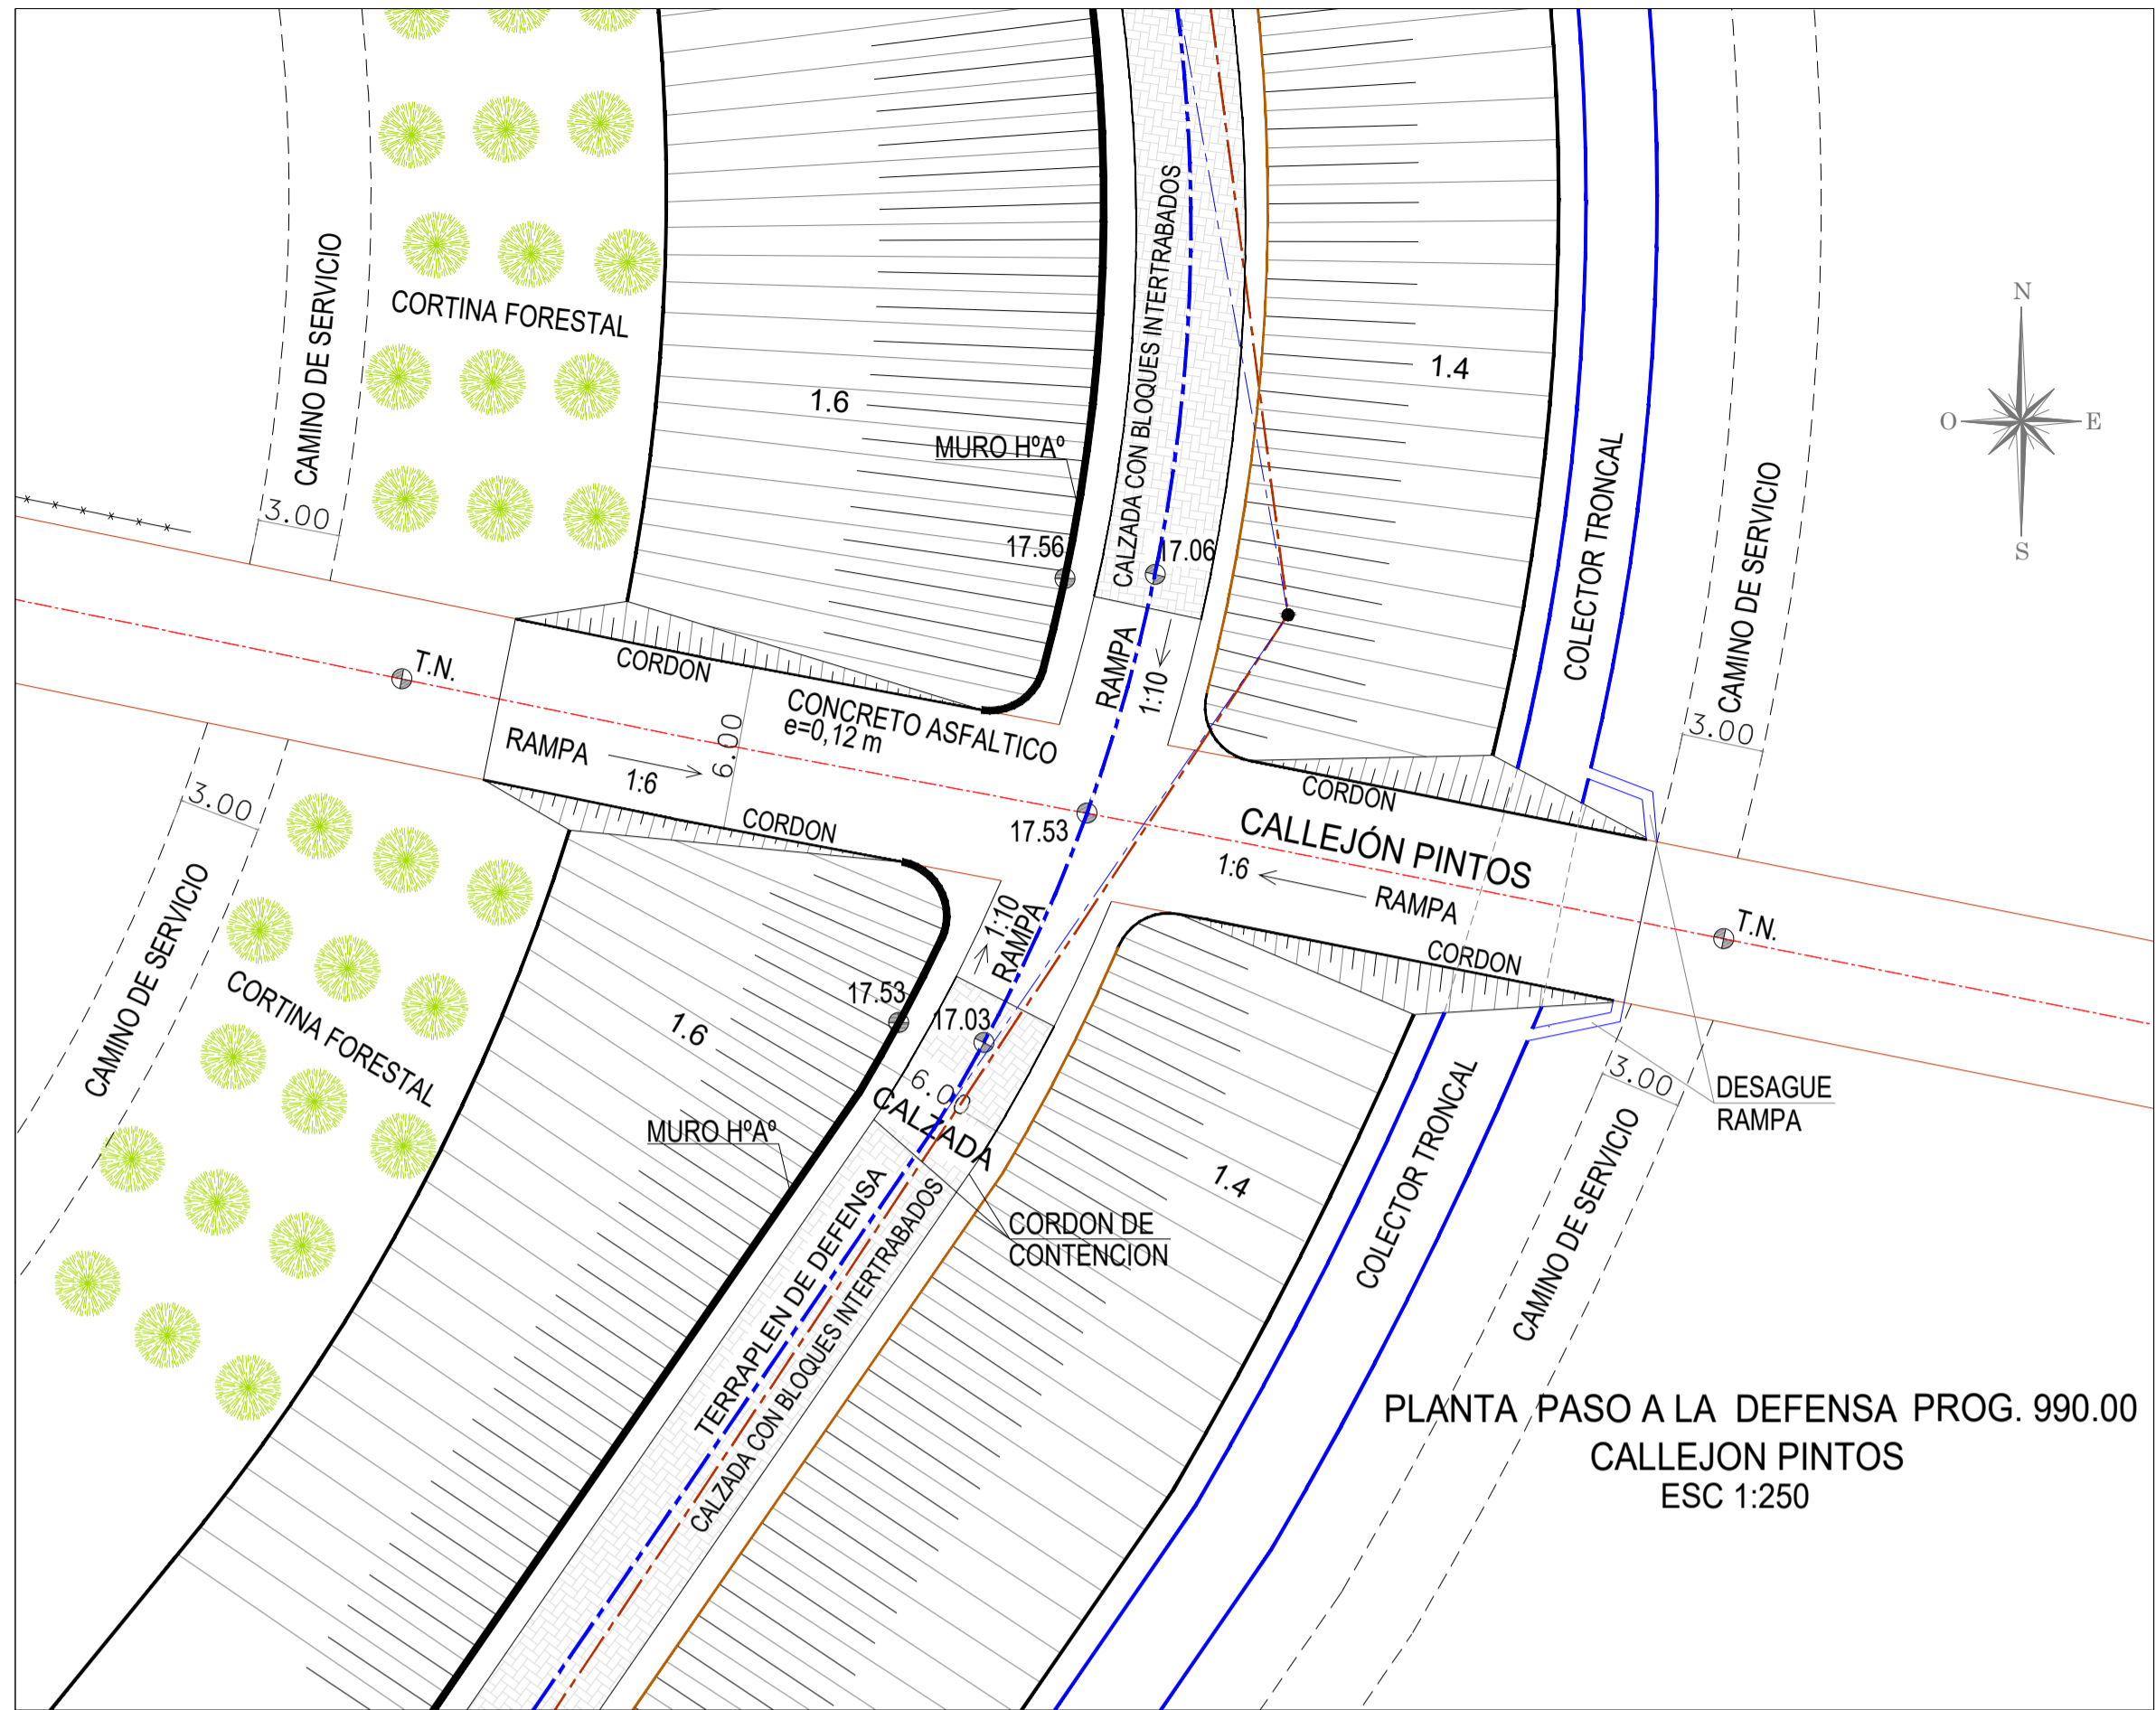 CAMINO DE SERVICIO
CORTINA FORESTAL
3.00
1.6
MURO HºAº
17.56
CALZADA CON BLOQUES INTERTRABADOS
17.06
1.4
COLECTOR TRONCAL
CAMINO DE SERVICIO
3.00
N
O
E
S
T.N.
CORDON
CONCRETO ASFALTICO
e=0,12 m
6.00
RAMPA
1:6
CORDON
RAMPA
1:10
17.53
CORDON
CALLEJÓN PINTOS
1:6
RAMPA
CORDON
T.N.
3.00
CAMINO DE SERVICIO
CORTINA FORESTAL
1.6
17.53
1:10
RAMPA
17.03
6.00
CALZADA
MURO HºAº
TERRAPLEN DE DEFENSA
CALZADA CON BLOQUES INTERTRABADOS
CORDON DE
CONTENCION
1.4
COLECTOR TRONCAL
3.00
CAMINO DE SERVICIO
DESAGUE
RAMPA
PLANTA PASO A LA DEFENSA PROG. 990.00
CALLEJON PINTOS
ESC 1:250